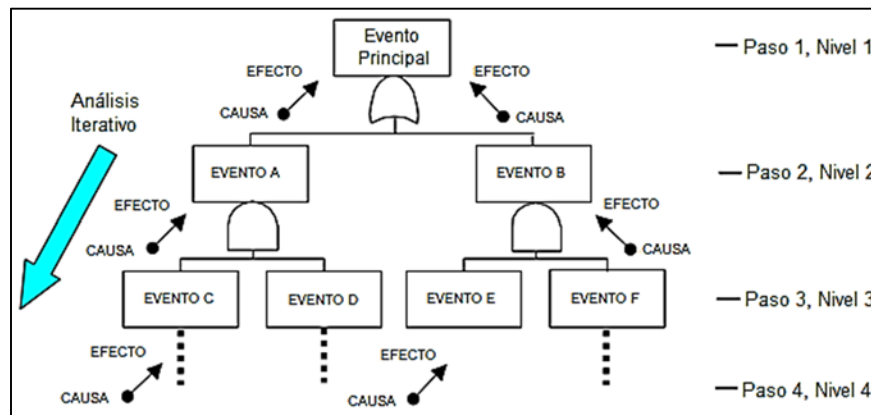 Evento
Principal
Paso 1, Nivel 1
EFECTO
EFECTO
Análisis
Iterativo
CAUSA
CAUSA
EVENTO A
EVENTO B
Paso 2, Nivel 2
EFECTO
EFECTO
CAUSA
CAUSA
EVENTO C
EVENTO D
EVENTO E
EVENTO F
Paso 3, Nivel 3
EFECTO
EFECTO
CAUSA
CAUSA
Paso 4, Nivel 4